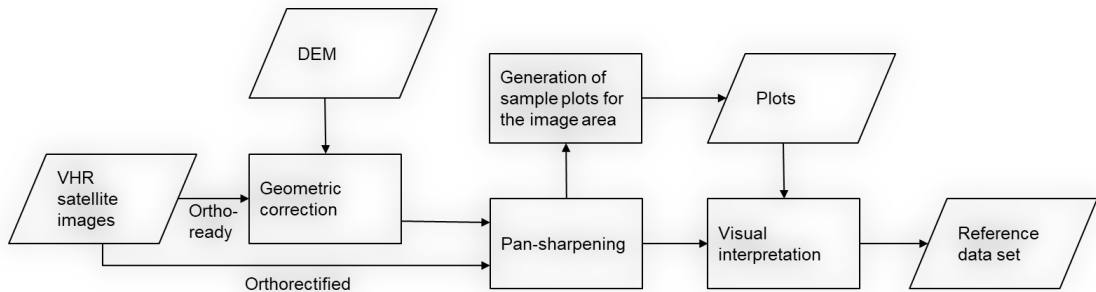 DEM
Generation of
sample plots for
the image area
Plots
VHR
satellite
images
Ortho-
ready
Geometric
correction
Pan-sharpening
Visual
interpretation
Reference
data set
Orthorectified